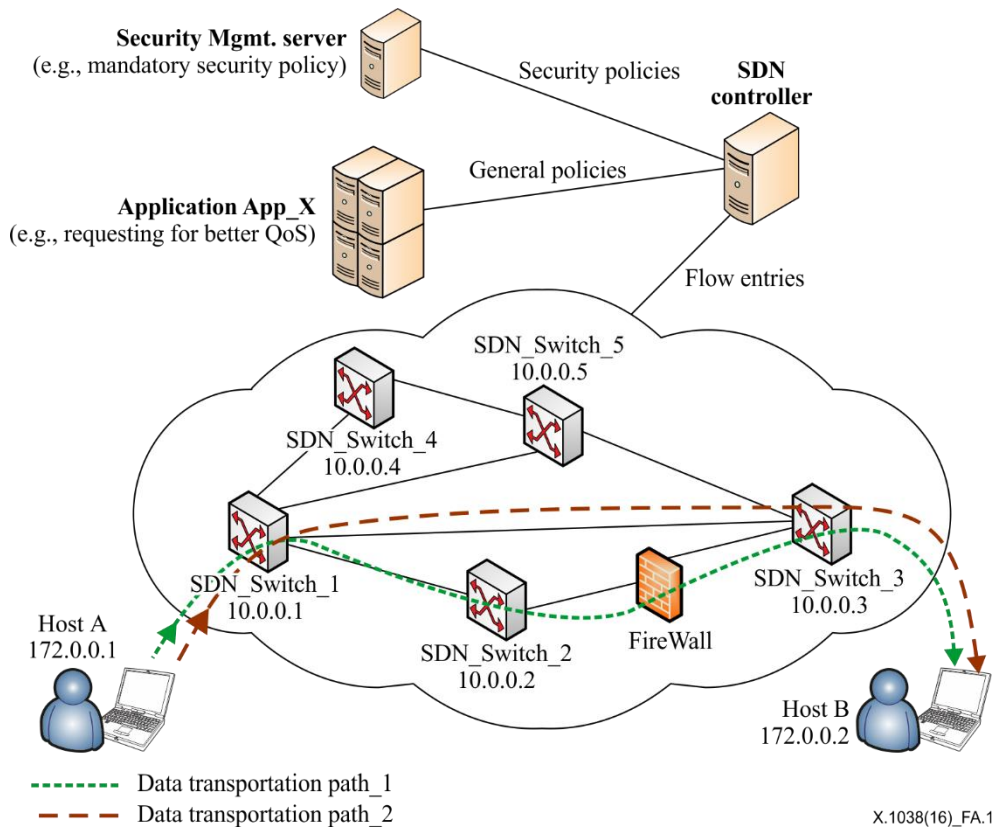 Security Mgmt. server
(e.g., mandatory security policy)
Security policies
SDN
controller
General policies
Application App_X
(e.g., requesting for better QoS)
Flow entries
SDN_Switch_5
10.0.0.5
SDN_Switch_4
10.0.0.4
SDN_Switch_1
10.0.0.1
SDN_Switch_3
10.0.0.3
Host A
172.0.0.1
SDN_Switch_2
10.0.0.2
FireWall
Host B
172.0.0.2
Data transportation path_1
Data transportation path_2
X.1038(16)_FA.1